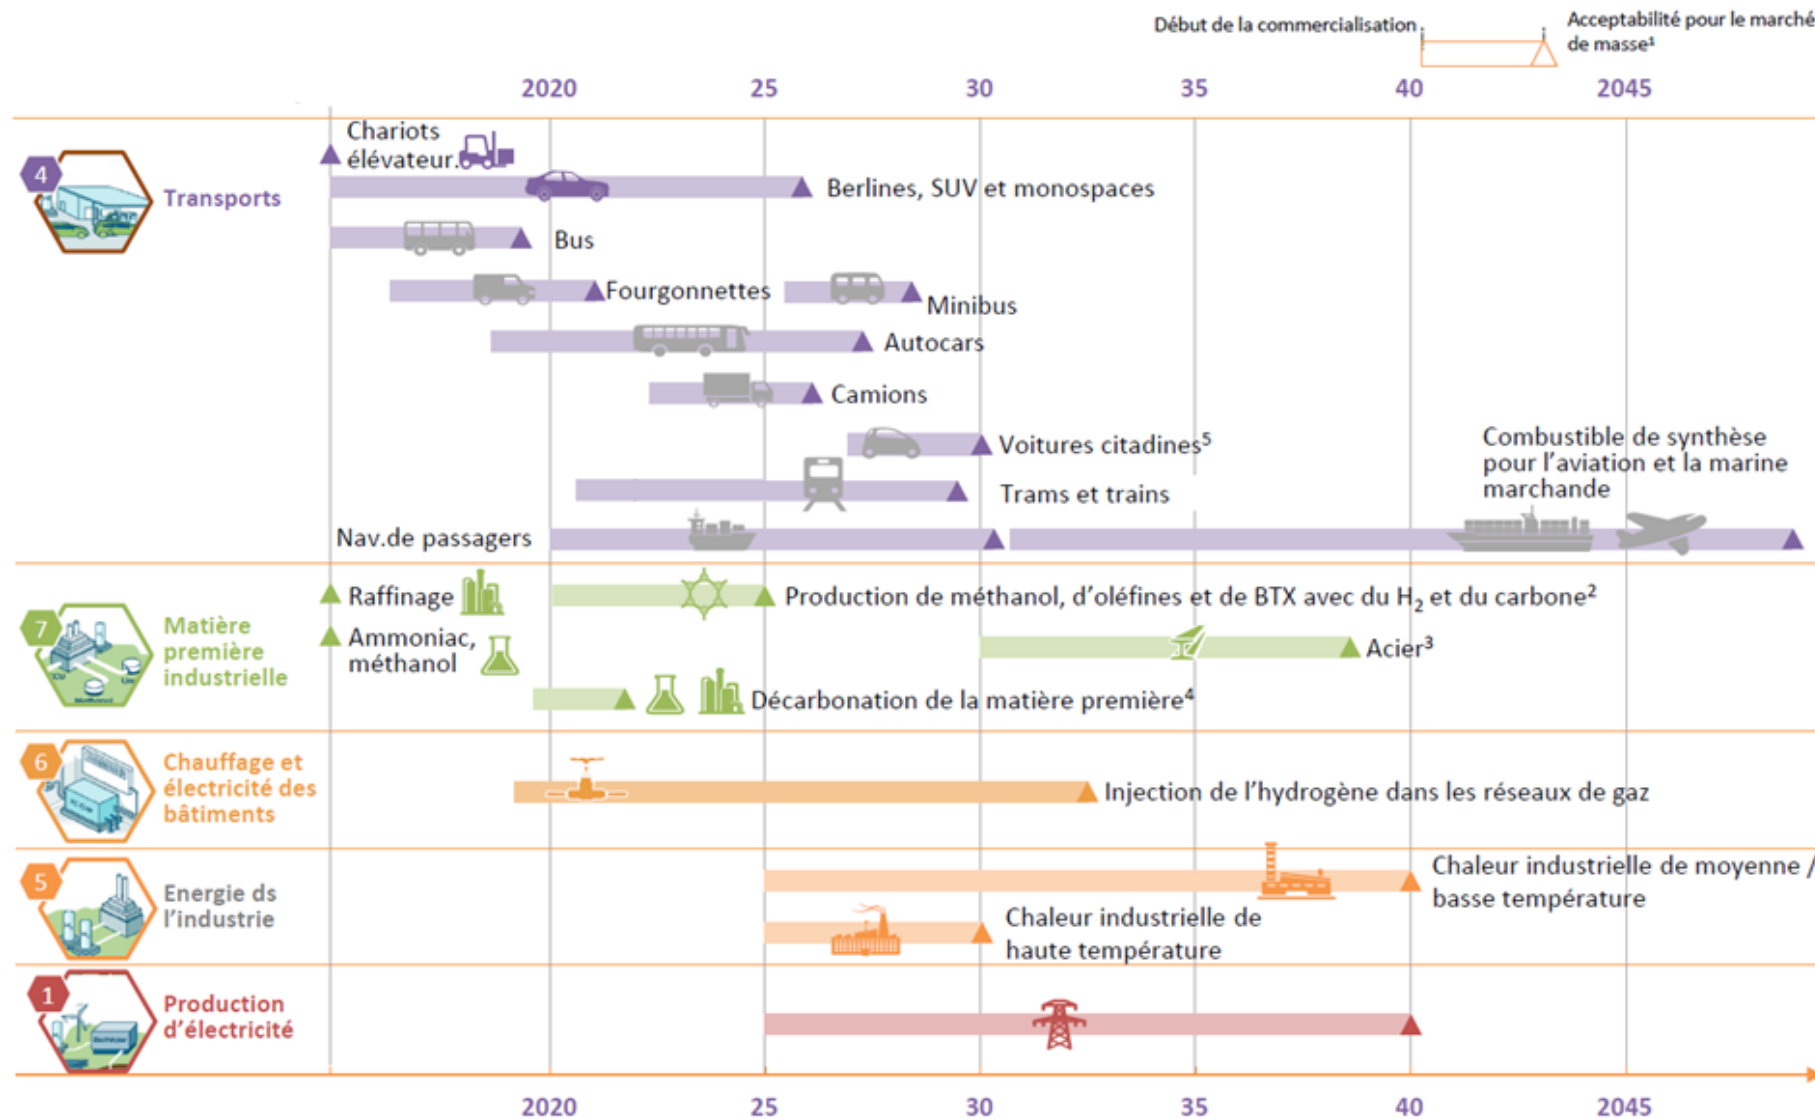 Début de la commercialisation
Acceptabilité pour le marché
de masse¹
2020 25 30 35 40 2045
4
Transports
Chariots
élévateur.
Berlines, SUV et monospaces
Bus
Fourgonnettes
Minibus
Autocars
Camions
Voitures citadines⁵
Trams et trains
Combustible de synthèse
pour l'aviation et la marine
marchande
Nav.de passagers
7
Matière
première
industrielle
Raffinage
Production de méthanol, d'oléfines et de BTX avec du H₂ et du carbone²
Ammoniac,
méthanol
Acier³
Décarbonation de la matière première⁴
6
Chauffage et
électricité des
bâtiments
Injection de l'hydrogène dans les réseaux de gaz
5
Energie ds
l'industrie
Chaleur industrielle de moyenne /
basse température
Chaleur industrielle de
haute température
1
Production
d'électricité
2020 25 30 35 40 2045